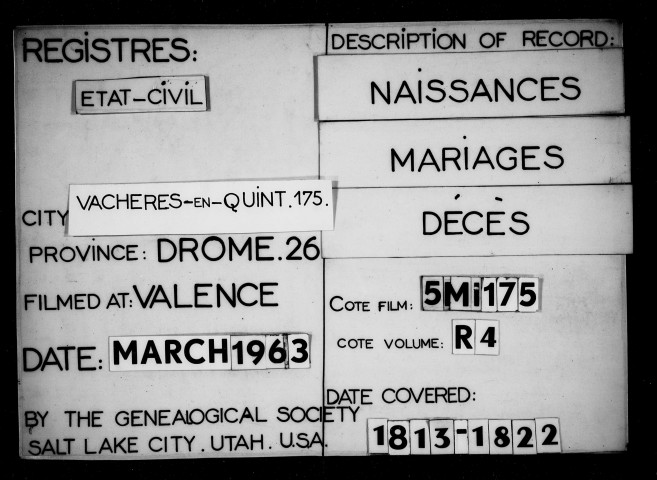 REGISTRES:
ETAT-CIVIL
CITY VACHERES-EN-QUINT.175.
PROVINCE: DROME.26
FILMED AT: VALENCE
DATE: MARCH 1963
BY THE GENEALOGICAL SOCIETY
SALT LAKE CITY. UTAH. U.S.A.
DESCRIPTION OF RECORD:
NAISSANCES
MARIAGES
DÉCÈS
COTE FILM: 5Mi175
COTE VOLUME: R4
DATE COVERED:
1813-1822